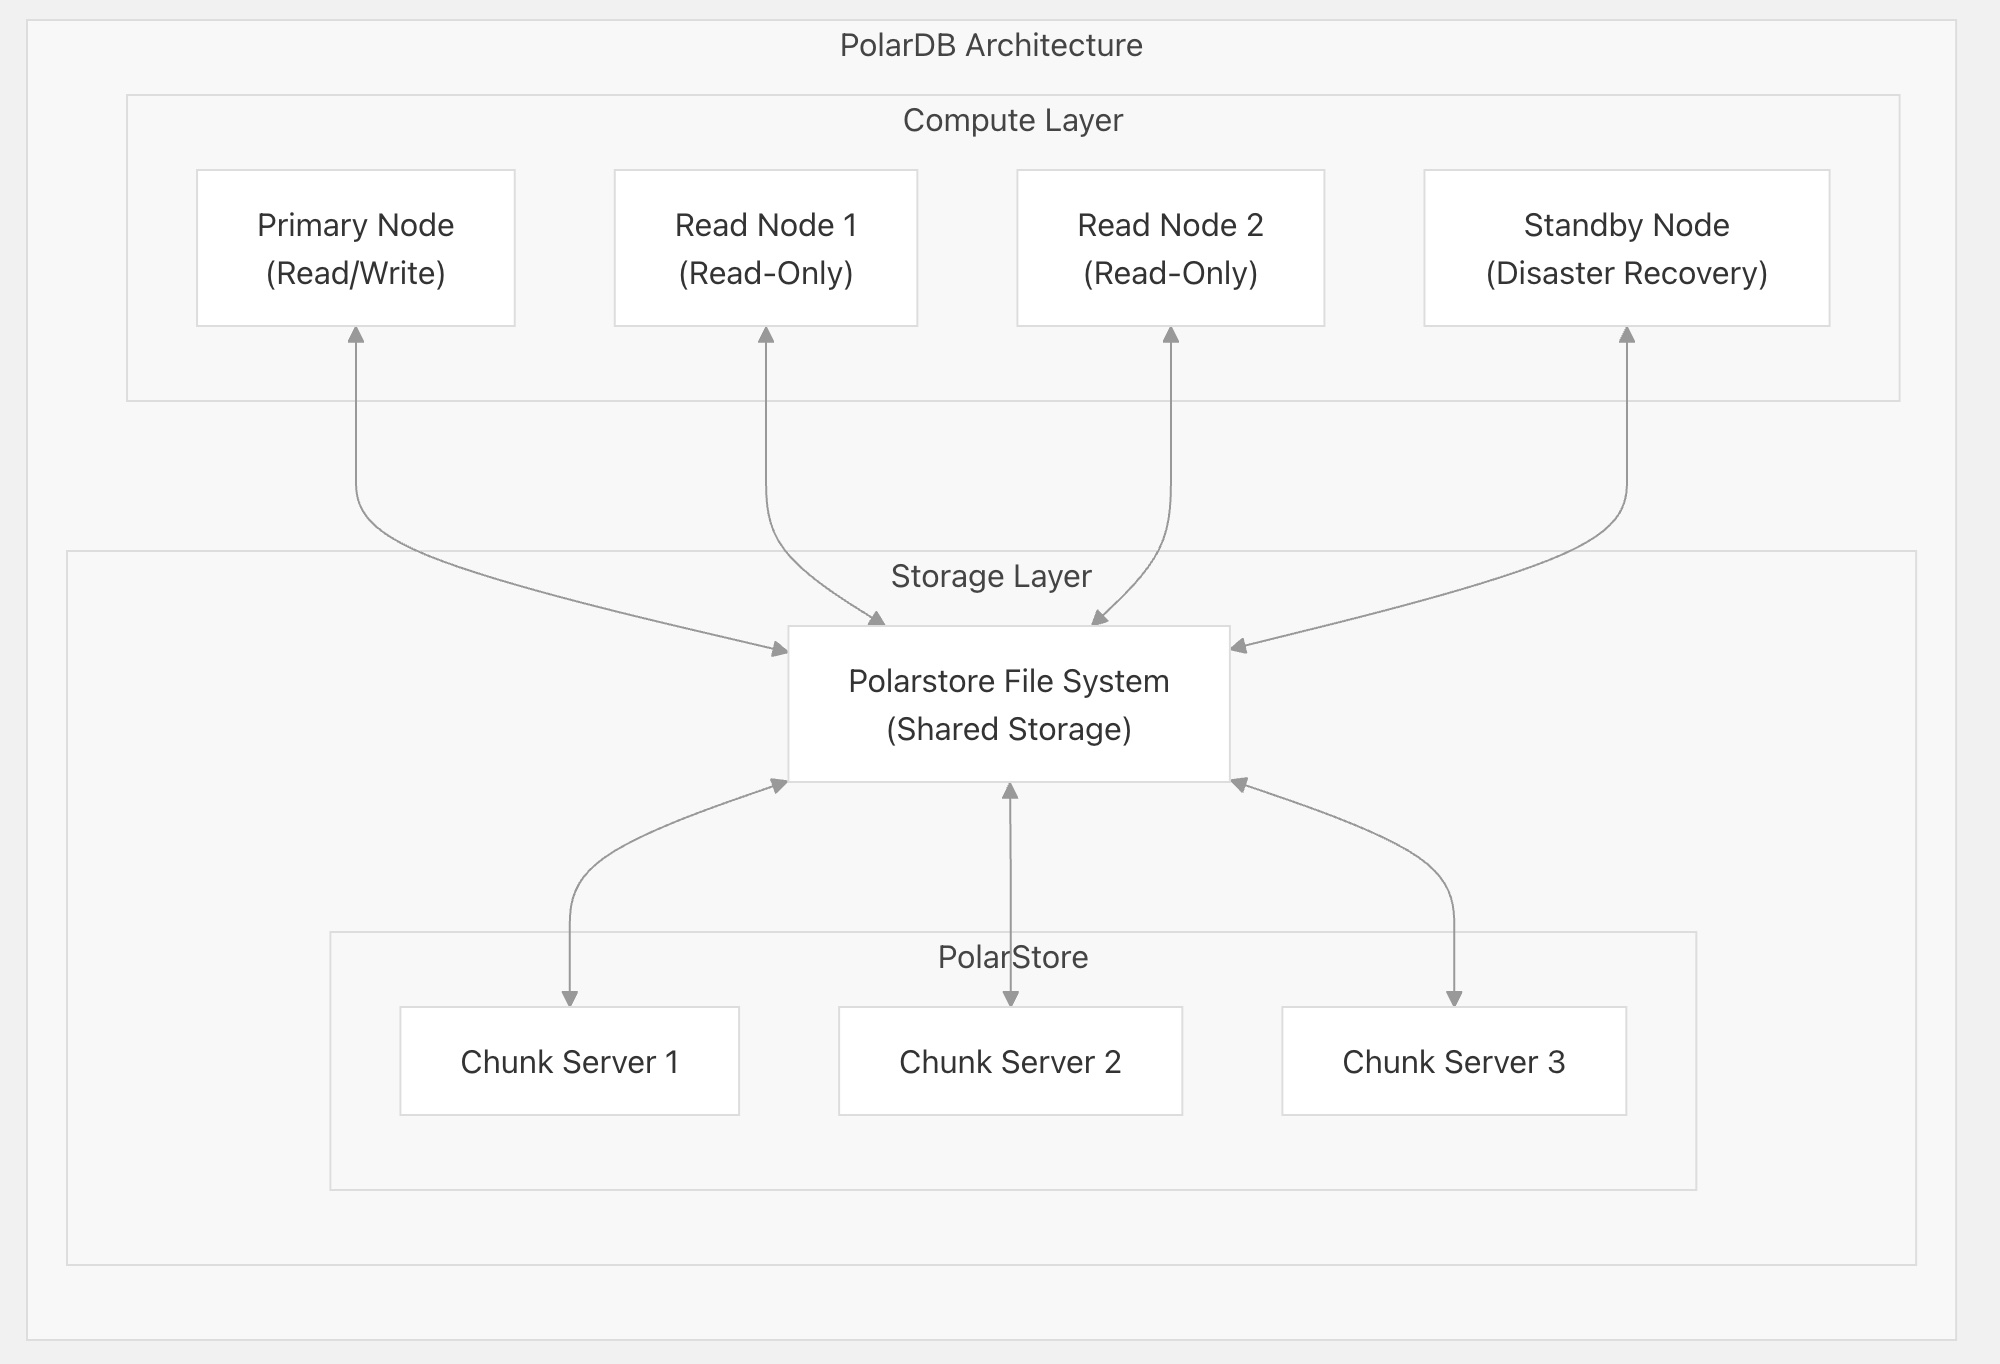 PolarDB Architecture
Compute Layer
Primary Node
(Read/Write)
Read Node 1
(Read-Only)
Read Node 2
(Read-Only)
Standby Node
(Disaster Recovery)
Storage Layer
Polarstore File System
(Shared Storage)
PolarStore
Chunk Server 1
Chunk Server 2
Chunk Server 3